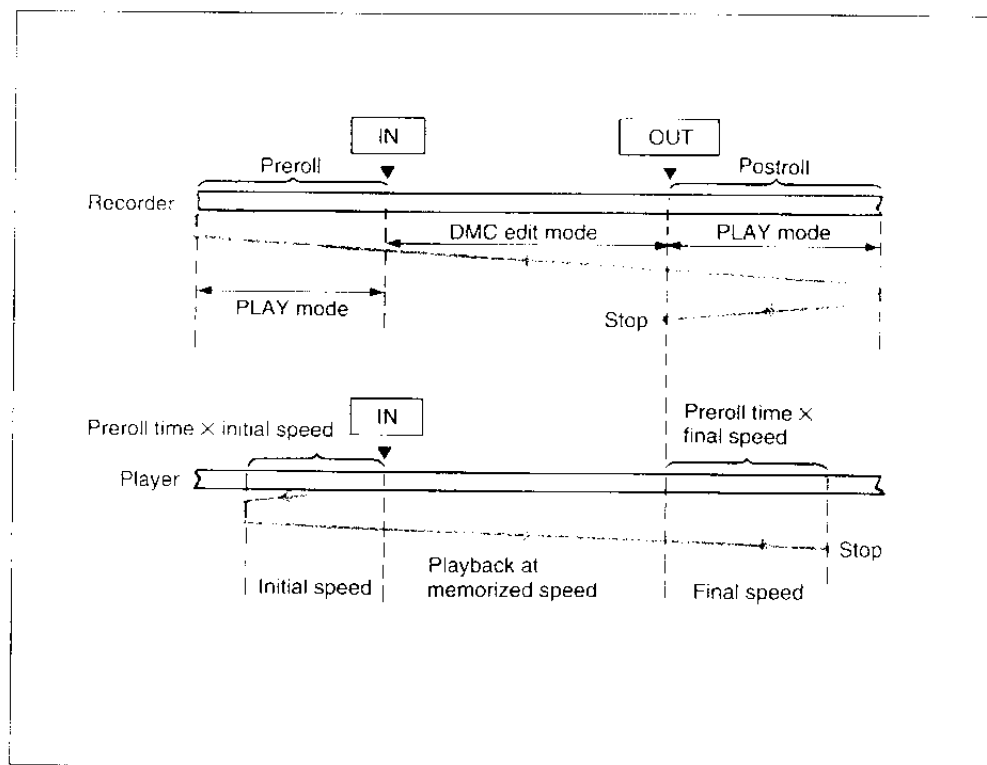 IN
OUT
Preroll
Postroll
Recorder
DMC edit mode
PLAY mode
PLAY mode
Stop
IN
Preroll time × initial speed
Preroll time ×
final speed
Player
Stop
Initial speed
Playback at
memorized speed
Final speed